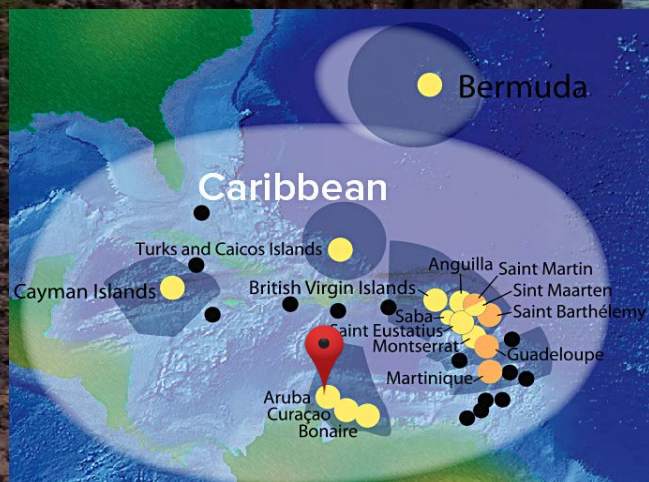 Bermuda
Caribbean
Turks and Caicos Islands
Cayman Islands
British Virgin Islands
Anguilla
Saint Martin
Sint Maarten
Saint Barthélemy
Saba
Saint Eustatius
Montserrat
Guadeloupe
Martinique
Aruba
Curaçao
Bonaire